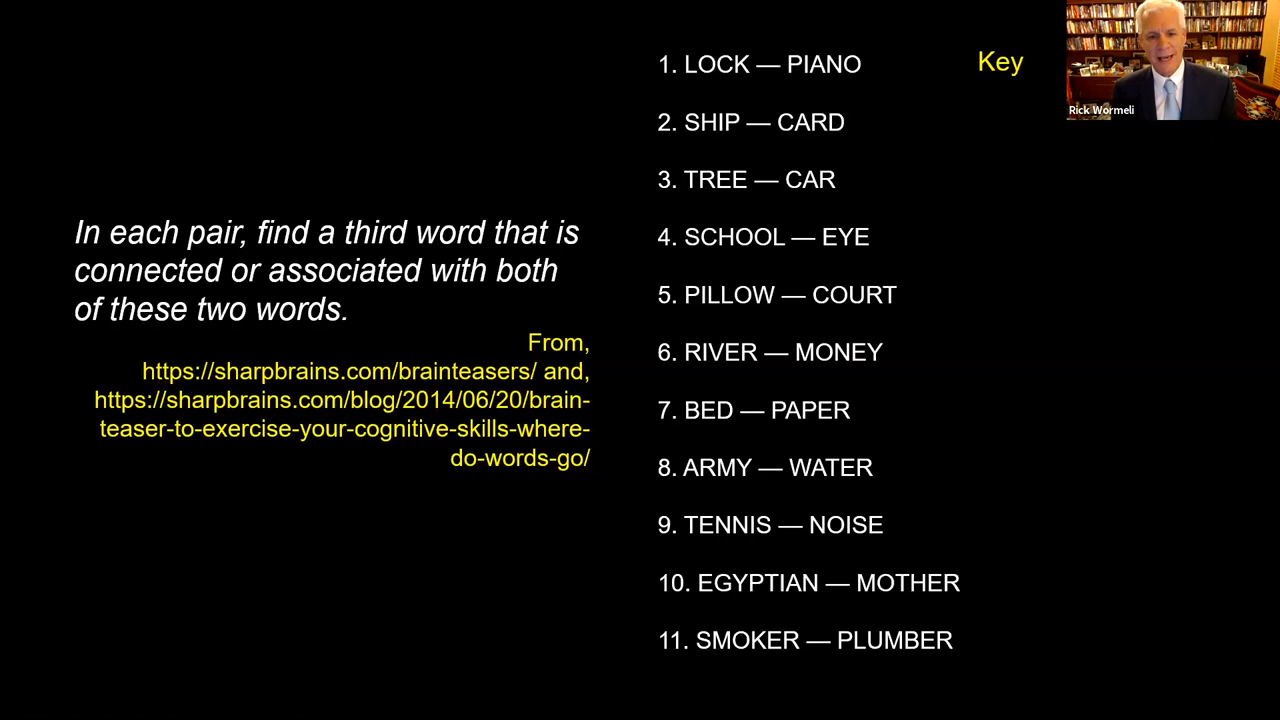 In each pair, find a third word that is
connected or associated with both
of these two words.
From,
https://sharpbrains.com/brainteasers/ and,
https://sharpbrains.com/blog/2014/06/20/brain-
teaser-to-exercise-your-cognitive-skills-where-
do-words-go/
1. LOCK — PIANO
Key
2. SHIP — CARD
3. TREE — CAR
4. SCHOOL — EYE
5. PILLOW — COURT
6. RIVER — MONEY
7. BED — PAPER
8. ARMY — WATER
9. TENNIS — NOISE
10. EGYPTIAN — MOTHER
11. SMOKER — PLUMBER
Rick Wormeli